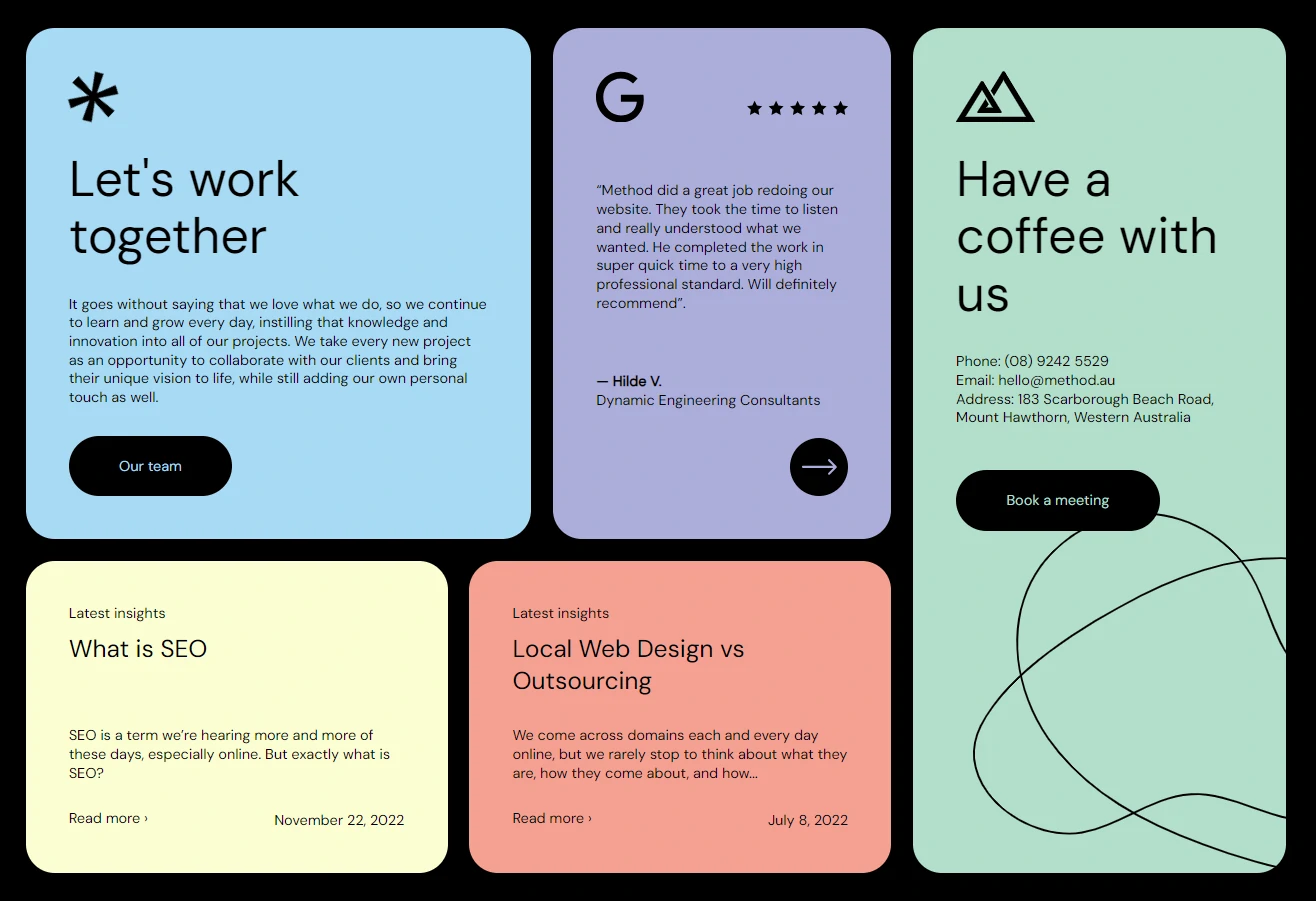 Let's work
together
It goes without saying that we love what we do, so we continue
to learn and grow every day, instilling that knowledge and
innovation into all of our projects. We take every new project
as an opportunity to collaborate with our clients and bring
their unique vision to life, while still adding our own personal
touch as well.
Our team
G
“Method did a great job redoing our
website. They took the time to listen
and really understood what we
wanted. He completed the work in
super quick time to a very high
professional standard. Will definitely
recommend”.
— Hilde V.
Dynamic Engineering Consultants
Have a
coffee with
us
Phone: (08) 9242 5529
Email: hello@method.au
Address: 183 Scarborough Beach Road,
Mount Hawthorn, Western Australia
Book a meeting
Latest insights
What is SEO
SEO is a term we’re hearing more and more of
these days, especially online. But exactly what is
SEO?
Read more ›
November 22, 2022
Latest insights
Local Web Design vs
Outsourcing
We come across domains each and every day
online, but we rarely stop to think about what they
are, how they come about, and how...
Read more ›
July 8, 2022